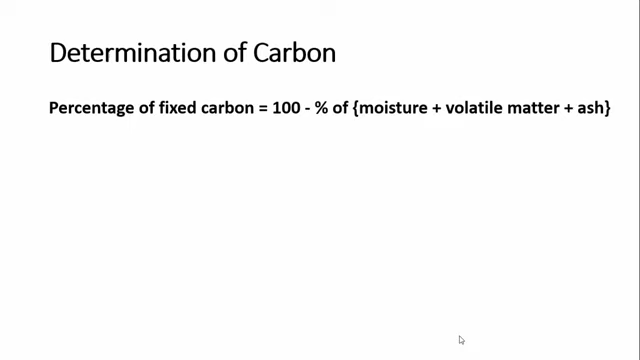 Determination of Carbon
Percentage of fixed carbon = 100 - % of {moisture + volatile matter + ash}